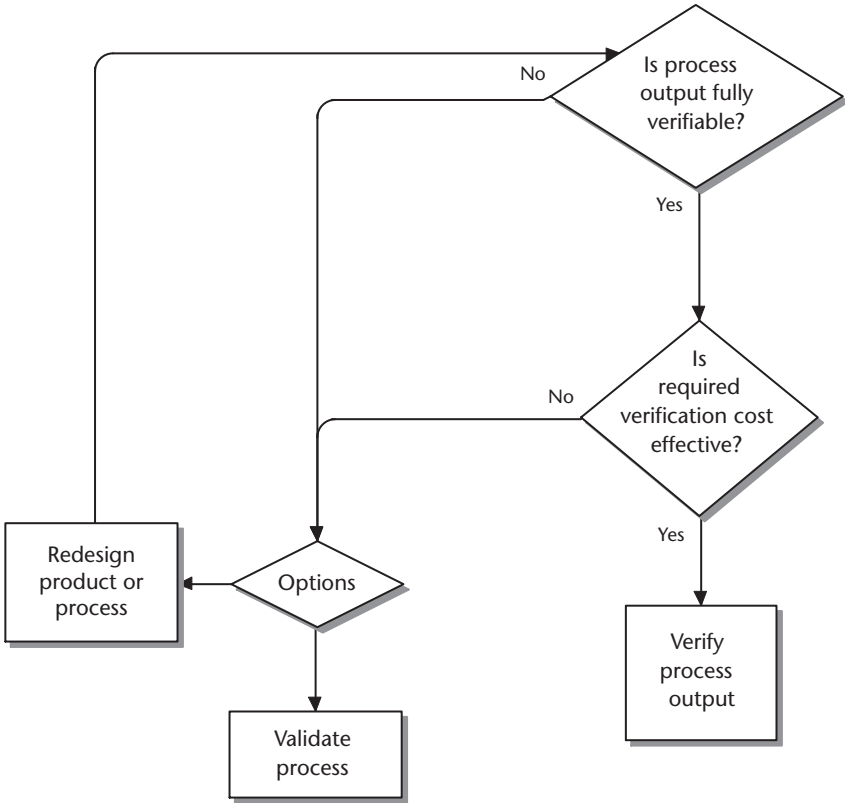 Is process
output fully
verifiable?
No
Yes
Is
required
verification cost
effective?
No
Yes
Redesign
product or
process
Options
Verify
process
output
Validate
process